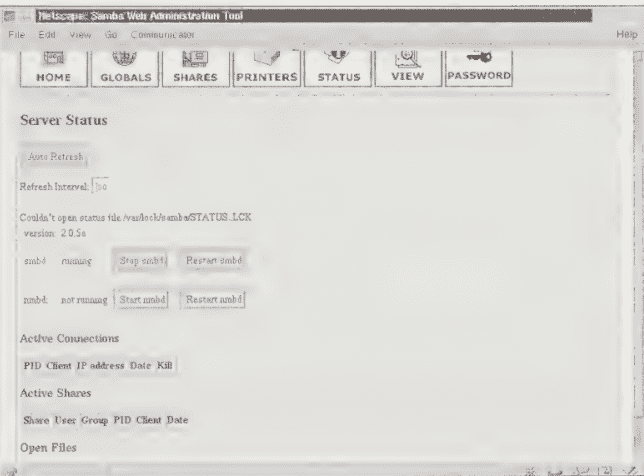 Netscape: Samba Web Administration Tool
File Edit View Go Communicator Help
HOME GLOBALS SHARES PRINTERS STATUS VIEW PASSWORD
Server Status
Auto Refresh
Refresh Interval:
Couldn't open status file /var/lock/samba/STATUS..LCK
version: 2.0.5a
smbd: running Stop smbd Restart smbd
nmbd: not running Start nmbd Restart nmbd
Active Connections
PID Client IP address Date Kill
Active Shares
Share User Group PID Client Date
Open Files